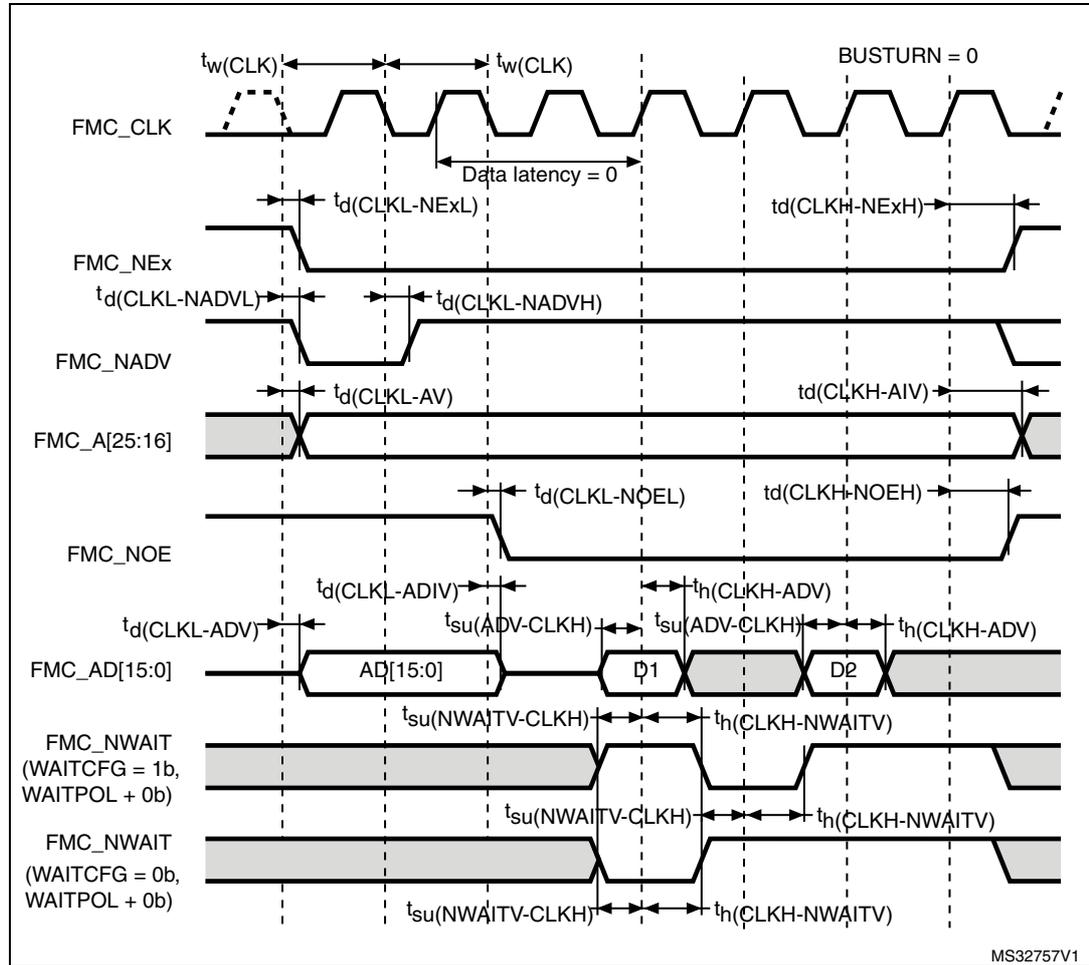 BUSTURN = 0
tw(CLK)
tw(CLK)
FMC_CLK
Data latency = 0
td(CLKL-NExL)
td(CLKH-NExH)
FMC_NEx
td(CLKL-NADVL)
td(CLKL-NADVH)
FMC_NADV
td(CLKL-AV)
td(CLKH-AIV)
FMC_A[25:16]
td(CLKL-NOEL)
td(CLKH-NOEH)
FMC_NOE
td(CLKL-ADIV)
th(CLKH-ADV)
td(CLKL-ADV)
tsu(ADV-CLKH)
tsu(ADV-CLKH)
th(CLKH-ADV)
FMC_AD[15:0]
AD[15:0]
D1
D2
tsu(NWAITV-CLKH)
th(CLKH-NWAITV)
FMC_NWAIT
(WAITCFG = 1b,
WAITPOL + 0b)
tsu(NWAITV-CLKH)
th(CLKH-NWAITV)
FMC_NWAIT
(WAITCFG = 0b,
WAITPOL + 0b)
tsu(NWAITV-CLKH)
th(CLKH-NWAITV)
MS32757V1